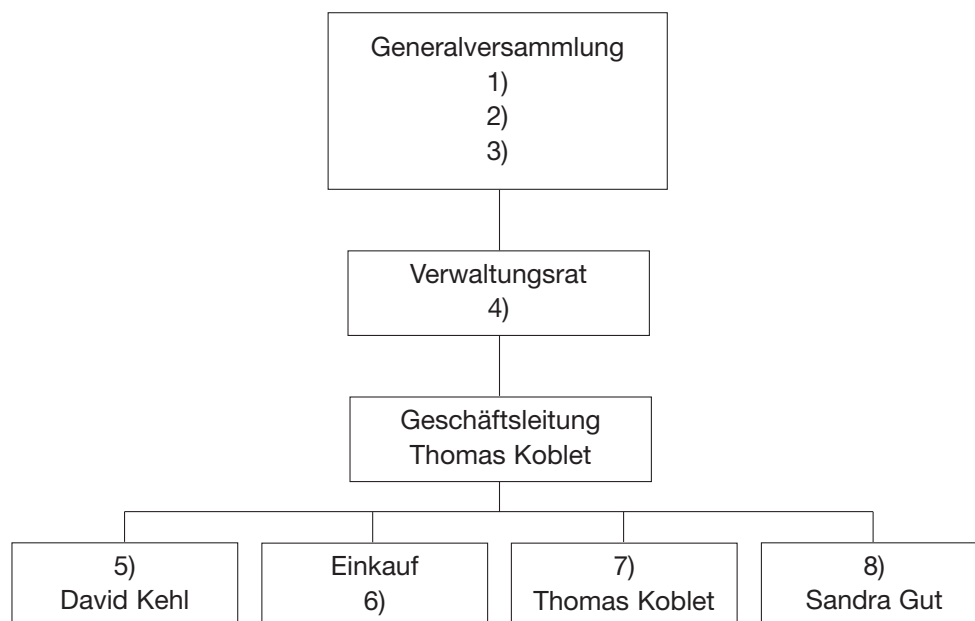 Generalversammlung
1)
2)
3)
Verwaltungsrat
4)
Geschäftsleitung
Thomas Koblet
5)
David Kehl
Einkauf
6)
7)
Thomas Koblet
8)
Sandra Gut